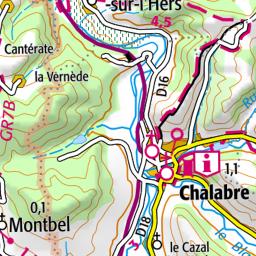 -sur-l'Hers
4,5
Cantérate
la Vernède
D16
GR7B
1,1
Chalabre
0,1
Montbel
D18
le Cazal